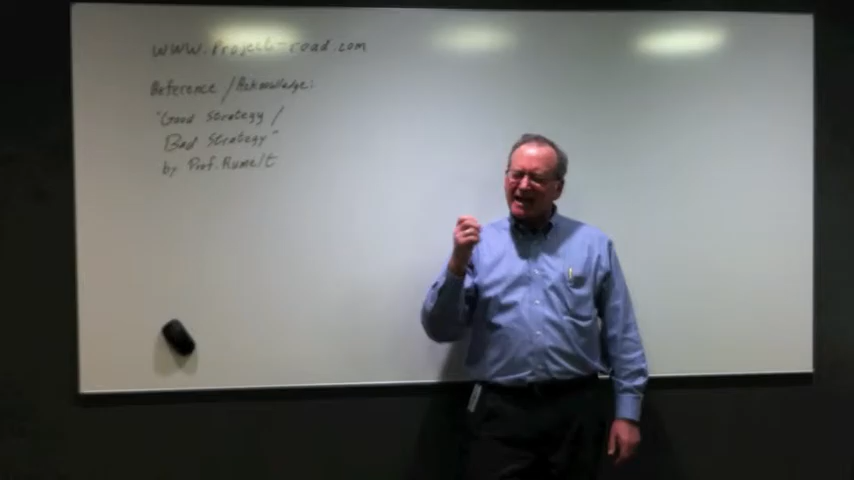 www.Project-road.com
Reference / Acknowledge:
"Good Strategy /
Bad Strategy"
by Prof. Rumelt